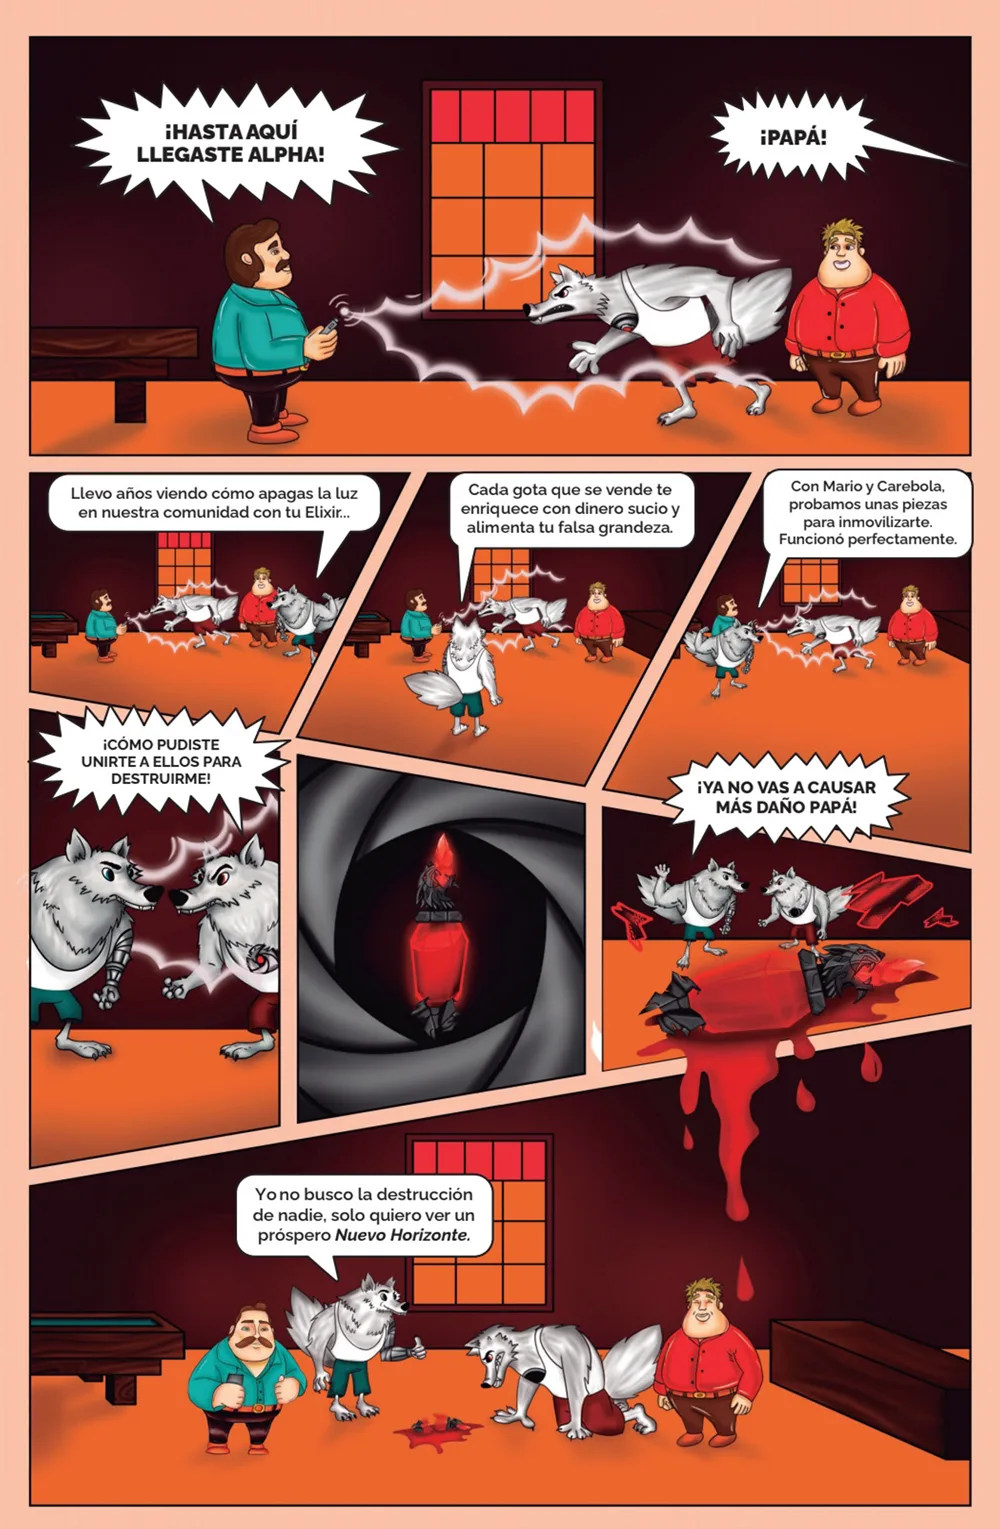 ¡HASTA AQUÍ
LLEGASTE ALPHA!
¡PAPÁ!
Llevo años viendo cómo apagas la luz
en nuestra comunidad con tu Elixir...
Cada gota que se vende te
enriquece con dinero sucio y
alimenta tu falsa grandeza.
Con Mario y Carebola,
probamos unas piezas
para inmovilizarte.
Funcionó perfectamente.
¡CÓMO PUDISTE
UNIRTE A ELLOS PARA
DESTRUIRME!
¡YA NO VAS A CAUSAR
MÁS DAÑO PAPÁ!
Yo no busco la destrucción
de nadie, solo quiero ver un
próspero Nuevo Horizonte.